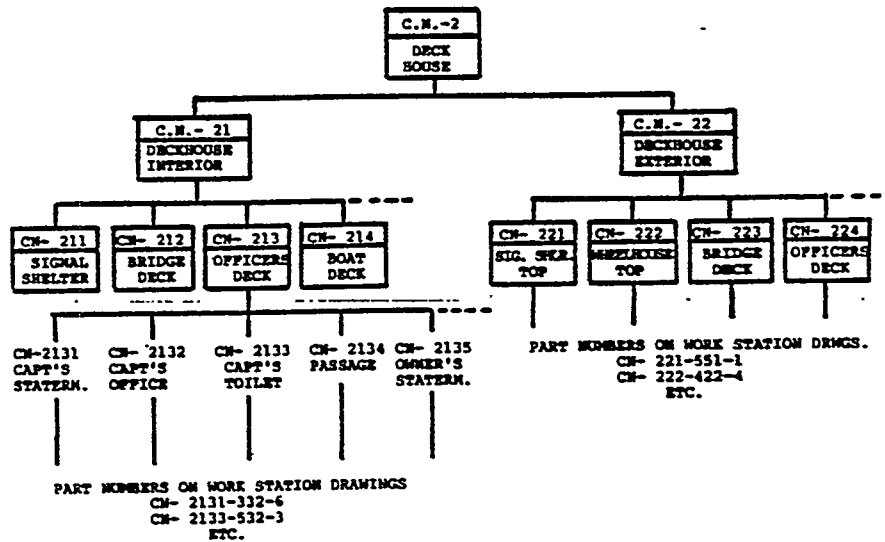 C.N.-2
DECK
HOUSE
C.N.- 21
DECKHOUSE
INTERIOR
C.N.- 22
DECKHOUSE
EXTERIOR
CN- 211
SIGNAL
SHELTER
CN- 212
BRIDGE
DECK
CN- 213
OFFICERS
DECK
CN- 214
BOAT
DECK
CN- 221
SIG. SHER.
TOP
CN- 222
WHEELHOUSE
TOP
CN- 223
BRIDGE
DECK
CN- 224
OFFICERS
DECK
CN-2131
CAPT'S
STATERM.
CN- 2132
CAPT'S
OFFICE
CN- 2133
CAPT'S
TOILET
CN- 2134
PASSAGE
CN- 2135
OWNER'S
STATERM.
PART NUMBERS ON WORK STATION DRWGS.
CN- 221-551-1
CN- 222-422-4
ETC.
PART NUMBERS ON WORK STATION DRAWINGS
CN- 2131-332-6
CN- 2133-532-3
ETC.